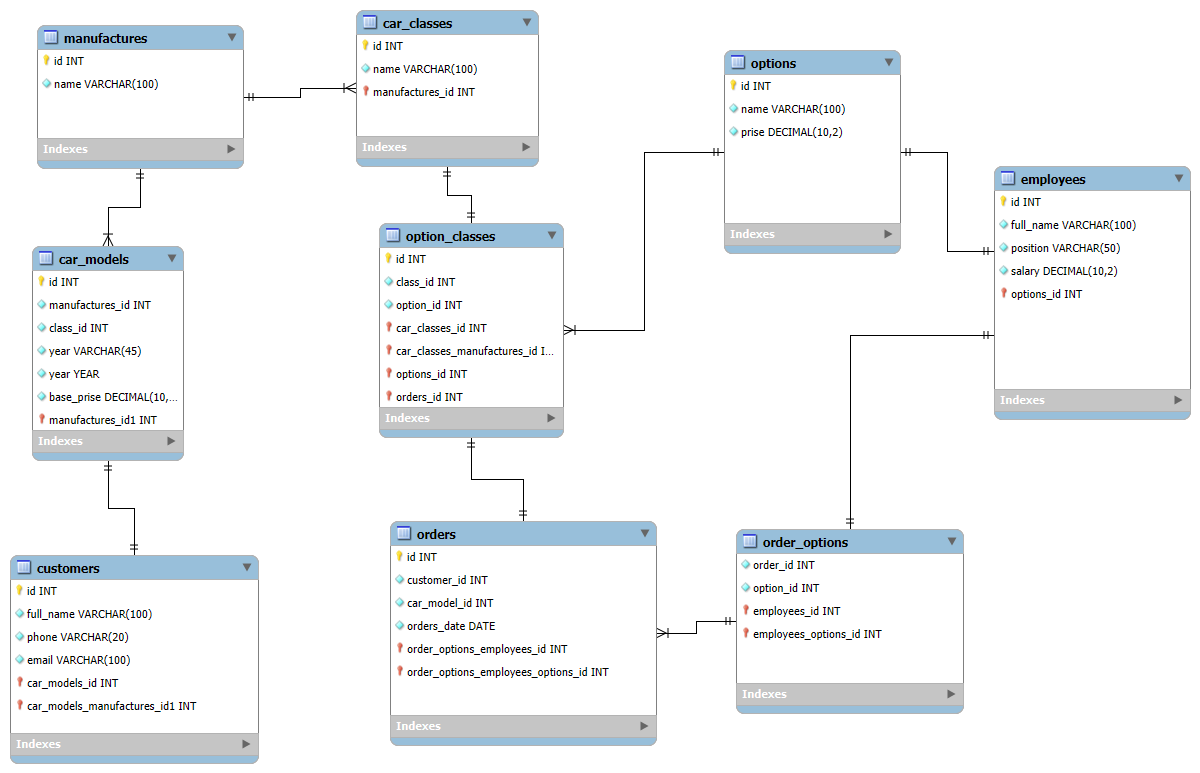 manufactures
id INT
name VARCHAR(100)
Indexes
car_classes
id INT
name VARCHAR(100)
manufactures_id INT
Indexes
options
id INT
name VARCHAR(100)
prise DECIMAL(10,2)
Indexes
employees
id INT
full_name VARCHAR(100)
position VARCHAR(50)
salary DECIMAL(10,2)
options_id INT
Indexes
car_models
id INT
manufactures_id INT
class_id INT
year VARCHAR(45)
year YEAR
base_prise DECIMAL(10,...
manufactures_id1 INT
Indexes
option_classes
id INT
class_id INT
option_id INT
car_classes_id INT
car_classes_manufactures_id I...
options_id INT
orders_id INT
Indexes
customers
id INT
full_name VARCHAR(100)
phone VARCHAR(20)
email VARCHAR(100)
car_models_id INT
car_models_manufactures_id1 INT
Indexes
orders
id INT
customer_id INT
car_model_id INT
orders_date DATE
order_options_employees_id INT
order_options_employees_options_id INT
Indexes
order_options
order_id INT
option_id INT
employees_id INT
employees_options_id INT
Indexes